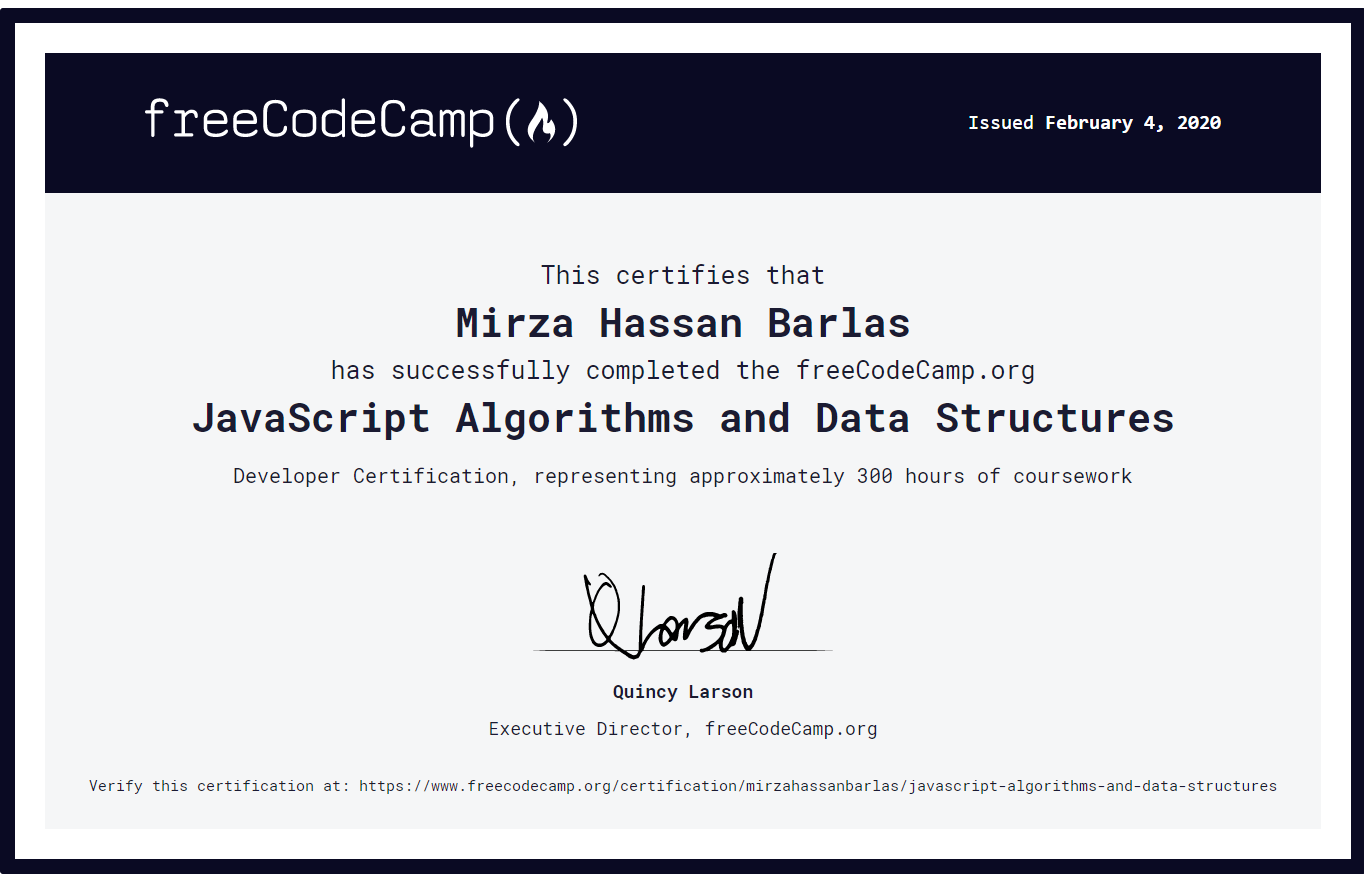 freeCodeCamp
Issued February 4, 2020
This certifies that
Mirza Hassan Barlas
has successfully completed the freeCodeCamp.org
JavaScript Algorithms and Data Structures
Developer Certification, representing approximately 300 hours of coursework
Q Larson
Quincy Larson
Executive Director, freeCodeCamp.org
Verify this certification at: https://www.freecodecamp.org/certification/mirzahassanbarlas/javascript-algorithms-and-data-structures